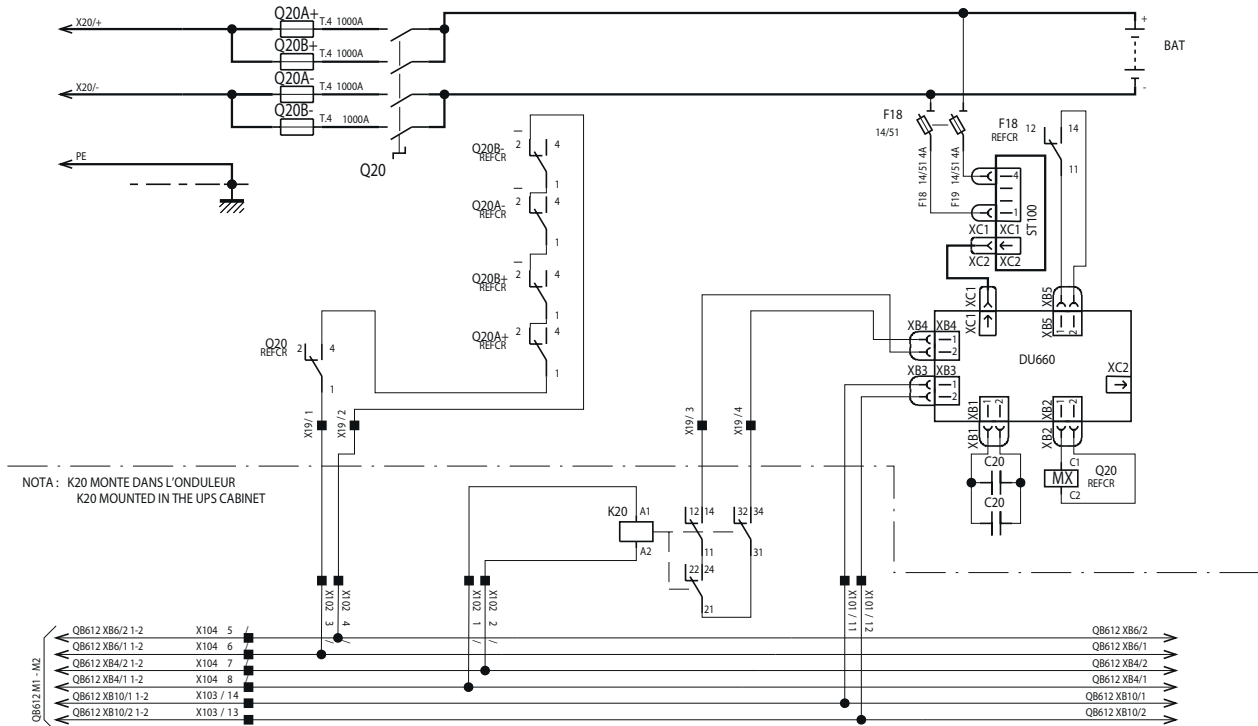 X20/+
Q20A+
T.4 1000A
Q20B+
T.4 1000A
X20/-
Q20A-
T.4 1000A
Q20B-
T.4 1000A
PE
Q20
+
BAT
-
F18
14/51
F18 14/51 4A
F19 14/51 4A
F18
REFCR
12
14
11
4
1
ST100
XC1 XC1
XC2 XC2
Q20B-
REFCR
2
4
1
Q20A-
REFCR
2
4
1
Q20B+
REFCR
2
4
1
Q20A+
REFCR
2
4
1
Q20
REFCR
2
4
1
X19/ 1
X19/ 2
X19/ 3
X19/ 4
XC1
XC1
XB5
XB5
1
2
XB4 XB4
1
2
XB3 XB3
1
2
DU660
XC2
XB1
XB1
1
2
XB2
XB2
1
2
C20
C20
MX
C1
C2
Q20
REFCR
NOTA : K20 MONTE DANS L'ONDULEUR
K20 MOUNTED IN THE UPS CABINET
K20
A1
A2
12
14
11
22
24
21
32
34
31
X102 3 /
X102 4 /
X102 1 /
X102 2 /
X101 / 11
X101 / 12
QB612 M1 - M2
QB612 XB6/2 1-2 X104 5 / QB612 XB6/2
QB612 XB6/1 1-2 X104 6 QB612 XB6/1
QB612 XB4/2 1-2 X104 7 / QB612 XB4/2
QB612 XB4/1 1-2 X104 8 QB612 XB4/1
QB612 XB10/1 1-2 X103 / 14 QB612 XB10/1
QB612 XB10/2 1-2 X103 / 13 QB612 XB10/2